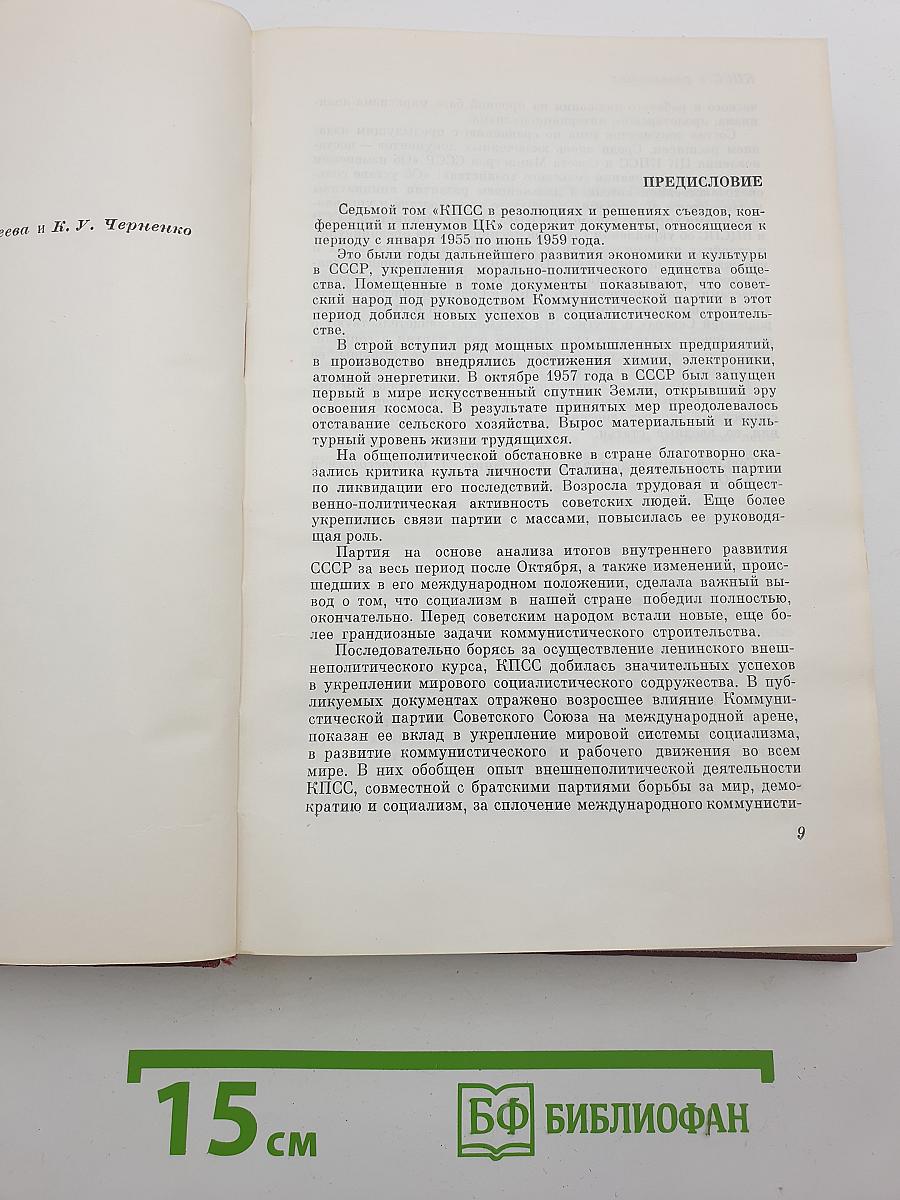 и К. У. Черненко
ПРЕДИСЛОВИЕ
Седьмой том «КПСС в резолюциях и решениях съездов, кон-
ференций и пленумов ЦК» содержит документы, относящиеся к
периоду с января 1955 по июнь 1959 года.
Это были годы дальнейшего развития экономики и культуры
в СССР, укрепления морально-политического единства обще-
ства. Помещенные в томе документы показывают, что совет-
ский народ под руководством Коммунистической партии в этот
период добился новых успехов в социалистическом строитель-
стве.
В строй вступил ряд мощных промышленных предприятий,
в производство внедрялись достижения химии, электроники,
атомной энергетики. В октябре 1957 года в СССР был запущен
первый в мире искусственный спутник Земли, открывший эру
освоения космоса. В результате принятых мер преодолевалось
отставание сельского хозяйства. Вырос материальный и куль-
турный уровень жизни трудящихся.
На общеполитической обстановке в стране благотворно ска-
зались критика культа личности Сталина, деятельность партии
по ликвидации его последствий. Возросла трудовая и общест-
венно-политическая активность советских людей. Еще более
укрепились связи партии с массами, повысилась ее руководя-
щая роль.
Партия на основе анализа итогов внутреннего развития
СССР за весь период после Октября, а также изменений, проис-
шедших в его международном положении, сделала важный вы-
вод о том, что социализм в нашей стране победил полностью,
окончательно. Перед советским народом встали новые, еще бо-
лее грандиозные задачи коммунистического строительства.
Последовательно борясь за осуществление ленинского внеш-
неполитического курса, КПСС добилась значительных успехов
в укреплении мирового социалистического содружества. В пуб-
ликуемых документах отражено возросшее влияние Коммуни-
стической партии Советского Союза на международной арене,
показан ее вклад в укрепление мировой системы социализма,
в развитие коммунистического и рабочего движения во всем
мире. В них обобщен опыт внешнеполитической деятельности
КПСС, совместной с братскими партиями борьбы за мир, демо-
кратию и социализм, за сплочение международного коммунисти-
9
15 см
БФ БИБЛИОФАН